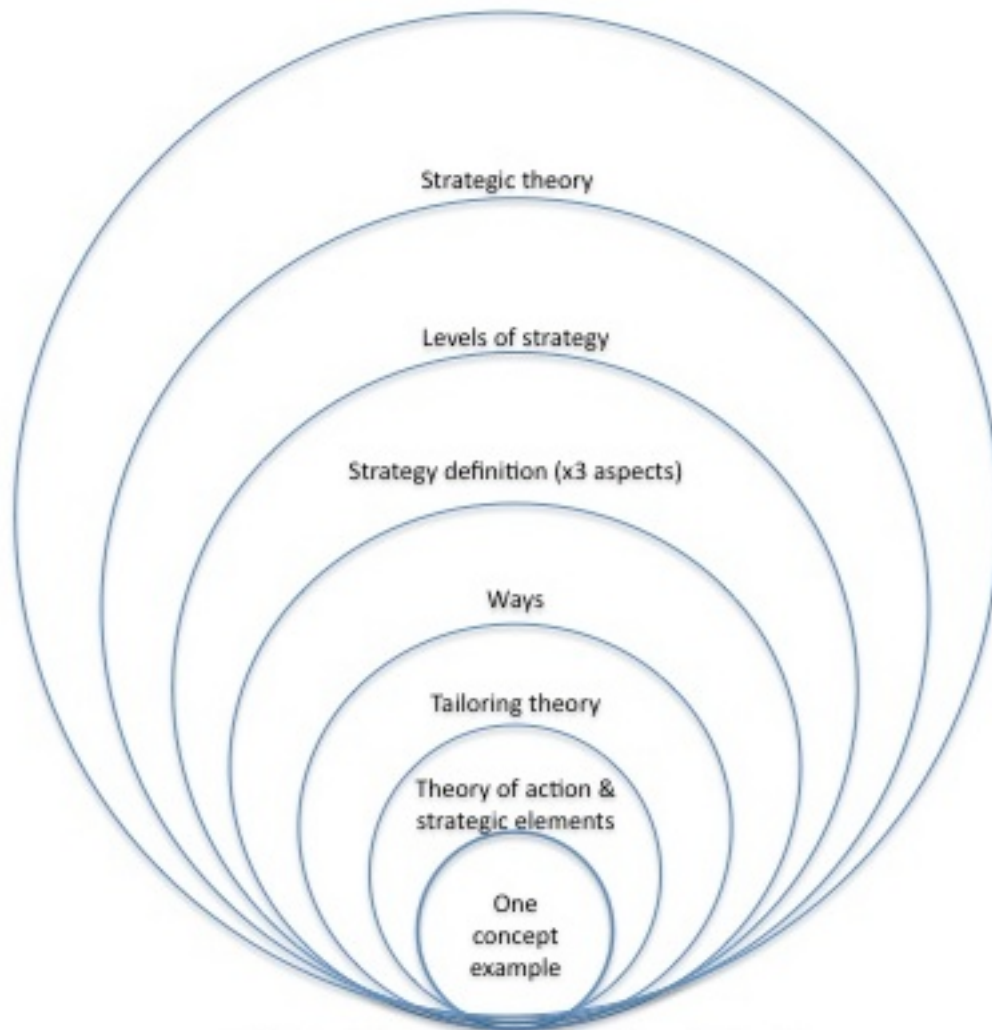 Strategic theory
Levels of strategy
Strategy definition (x3 aspects)
Ways
Tailoring theory
Theory of action &
strategic elements
One
concept
example